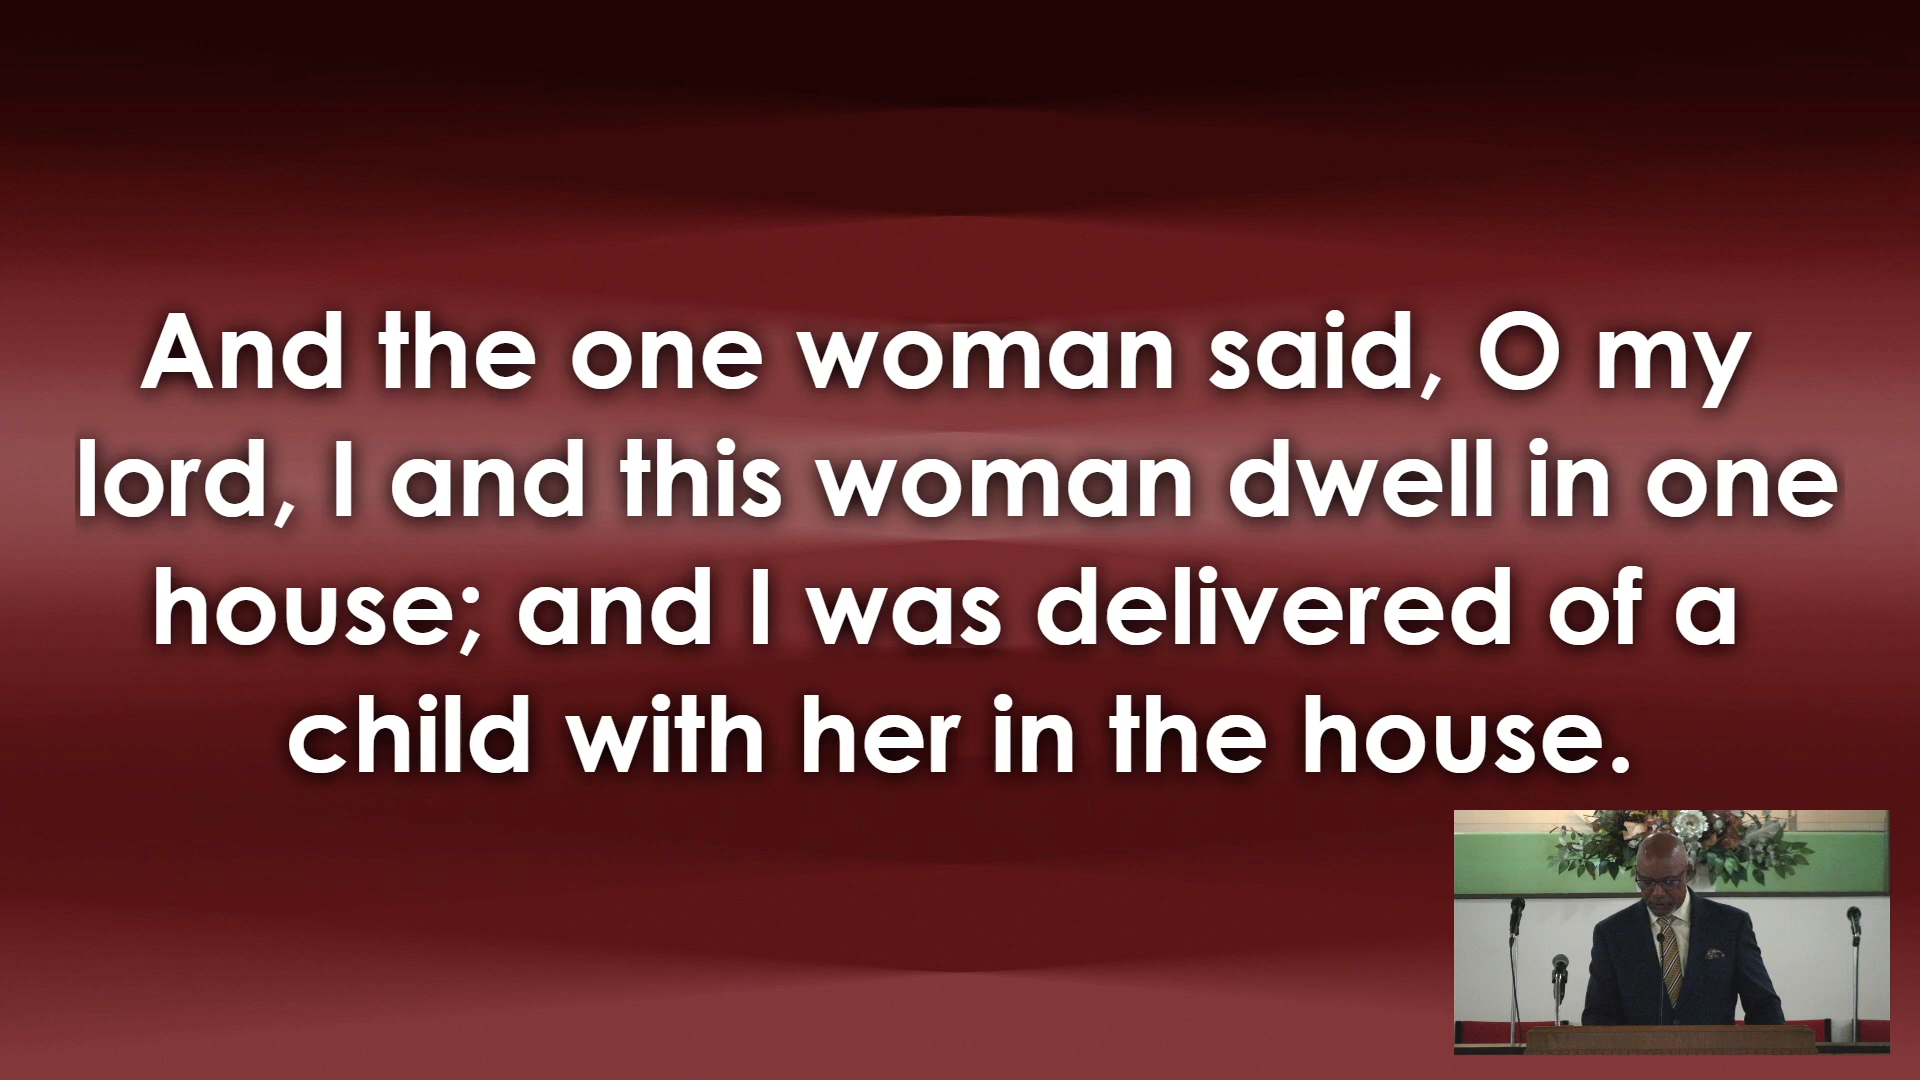 And the one woman said, O my
lord, I and this woman dwell in one
house; and I was delivered of a
child with her in the house.